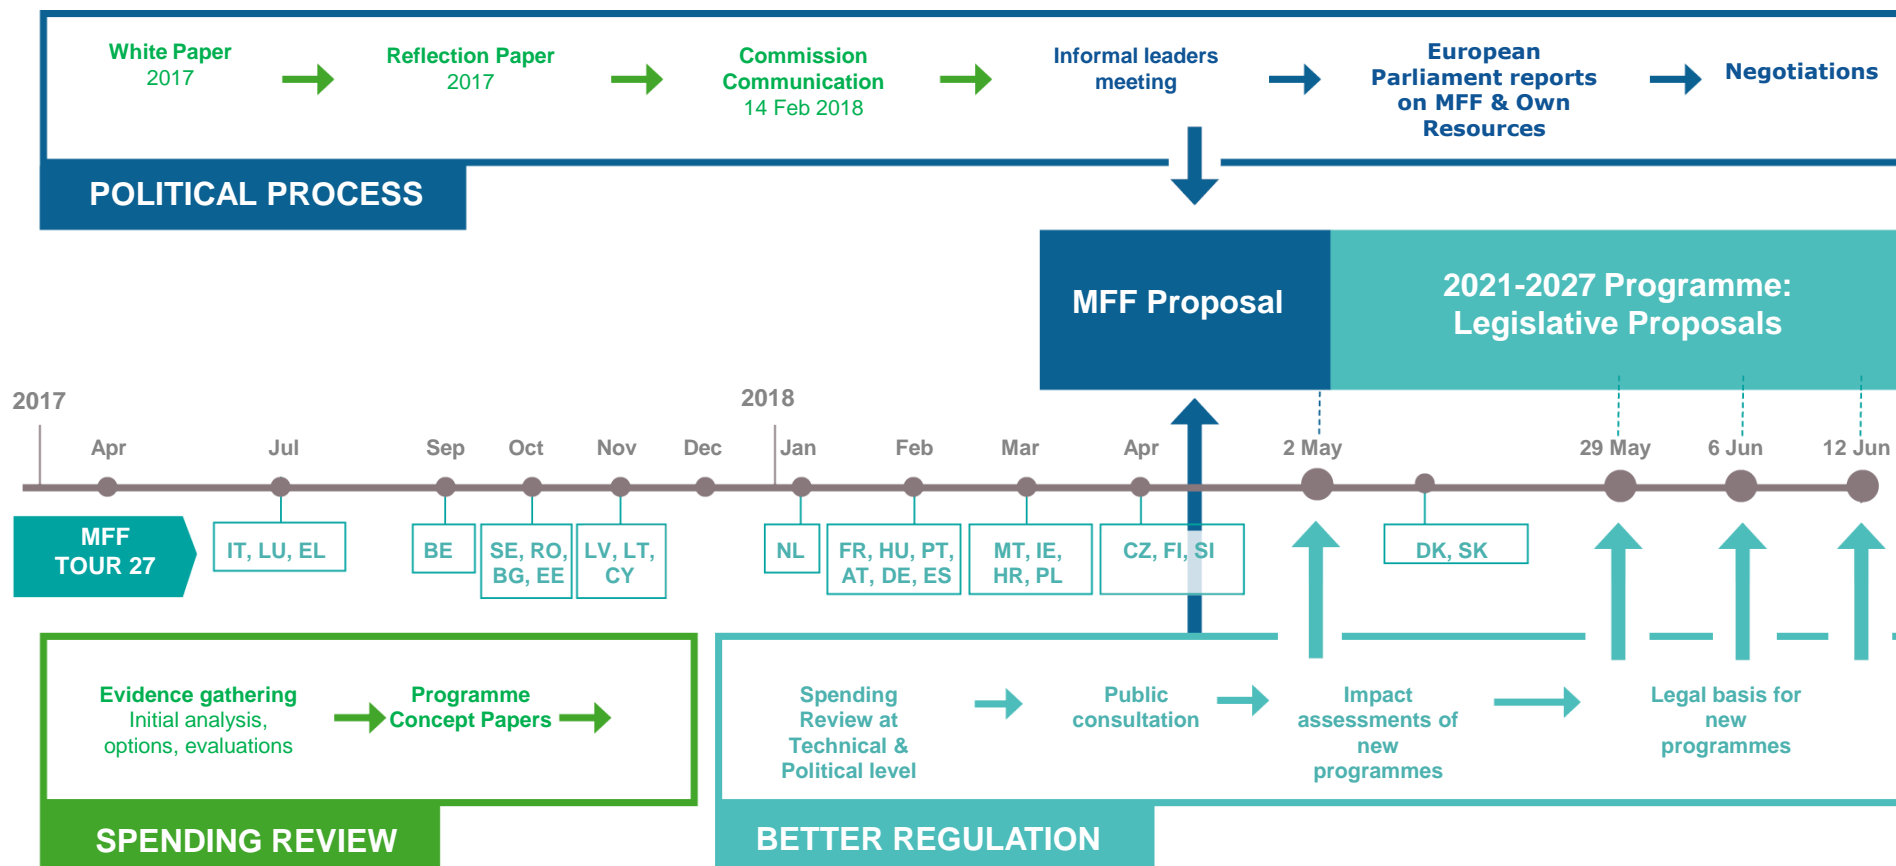 White Paper
2017
Reflection Paper
2017
Commission
Communication
14 Feb 2018
Informal leaders
meeting
European
Parliament reports
on MFF & Own
Resources
Negotiations
POLITICAL PROCESS
MFF Proposal
2021-2027 Programme:
Legislative Proposals
2017
2018
Apr
Jul
Sep
Oct
Nov
Dec
Jan
Feb
Mar
Apr
2 May
29 May
6 Jun
12 Jun
MFF
TOUR 27
IT, LU, EL
BE
SE, RO,
BG, EE
LV, LT,
CY
NL
FR, HU, PT,
AT, DE, ES
MT, IE,
HR, PL
CZ, FI, SI
DK, SK
Evidence gathering
Initial analysis,
options, evaluations
Programme
Concept Papers
SPENDING REVIEW
Spending
Review at
Technical &
Political level
Public
consultation
Impact
assessments of
new
programmes
Legal basis for
new
programmes
BETTER REGULATION